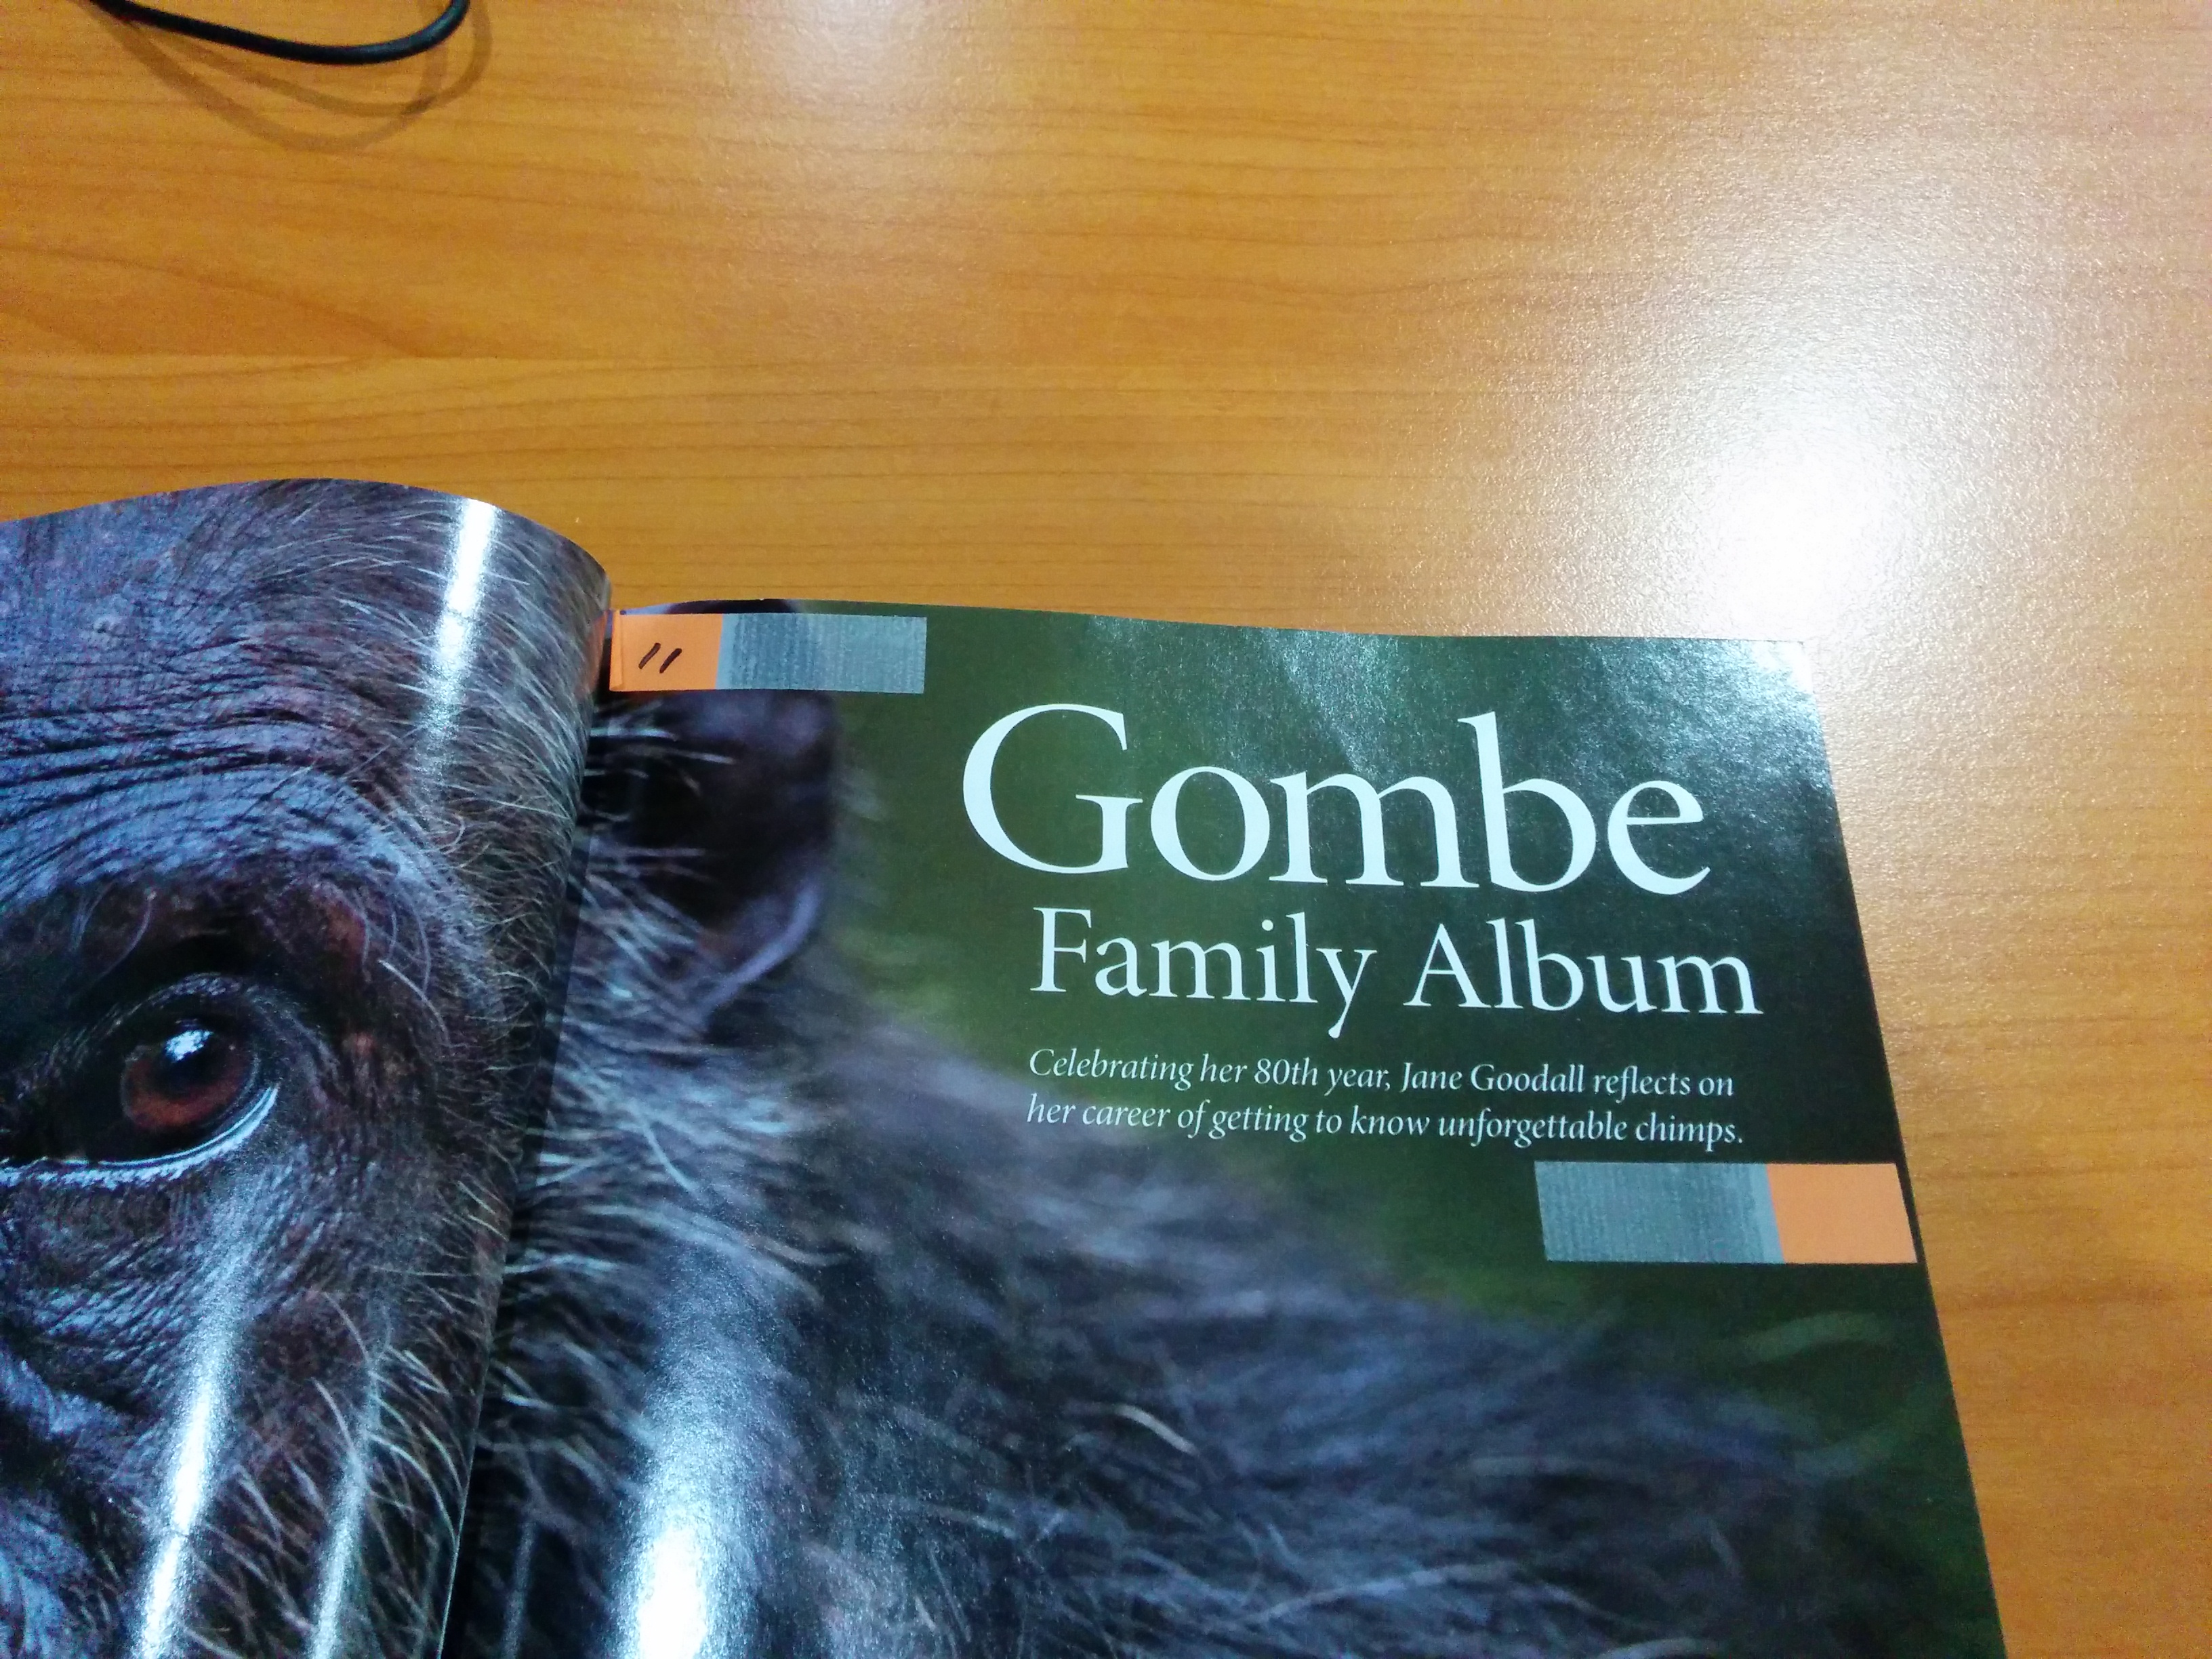 11
Gombe
Family Album
Celebrating her 80th year, Jane Goodall reflects on
her career of getting to know unforgettable chimps.